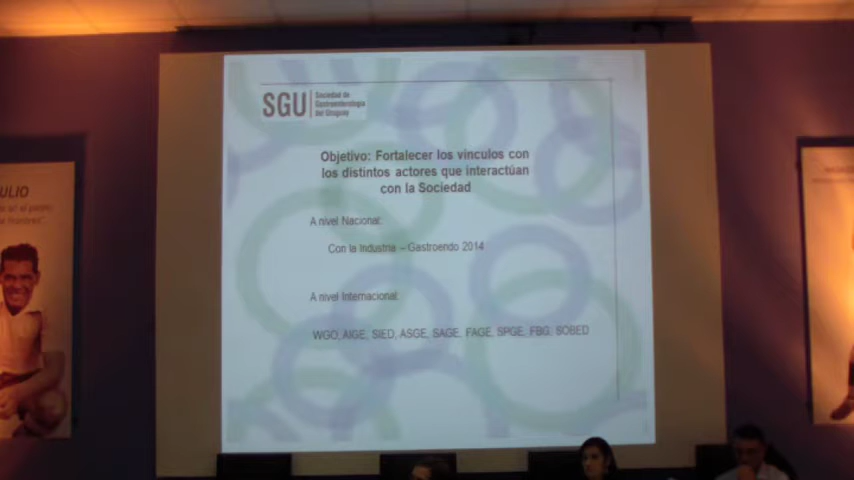 SGU
Sociedad de
Gastroenterología
del Uruguay
Objetivo: Fortalecer los vínculos con
los distintos actores que interactúan
con la Sociedad
A nivel Nacional:
Con la Industria – Gastroendo 2014
A nivel Internacional:
WGO, AIGE, SIED, ASGE, SAGE, FAGE, SPGE, FBG, SOBED
ULIO